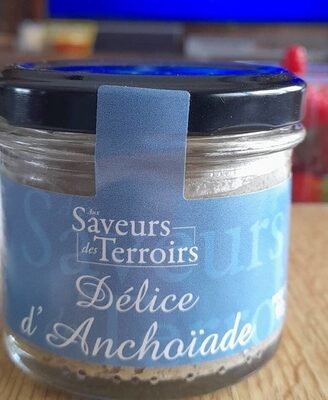 Aux
Saveurs
des Terroirs
Délice
d'Anchoïade